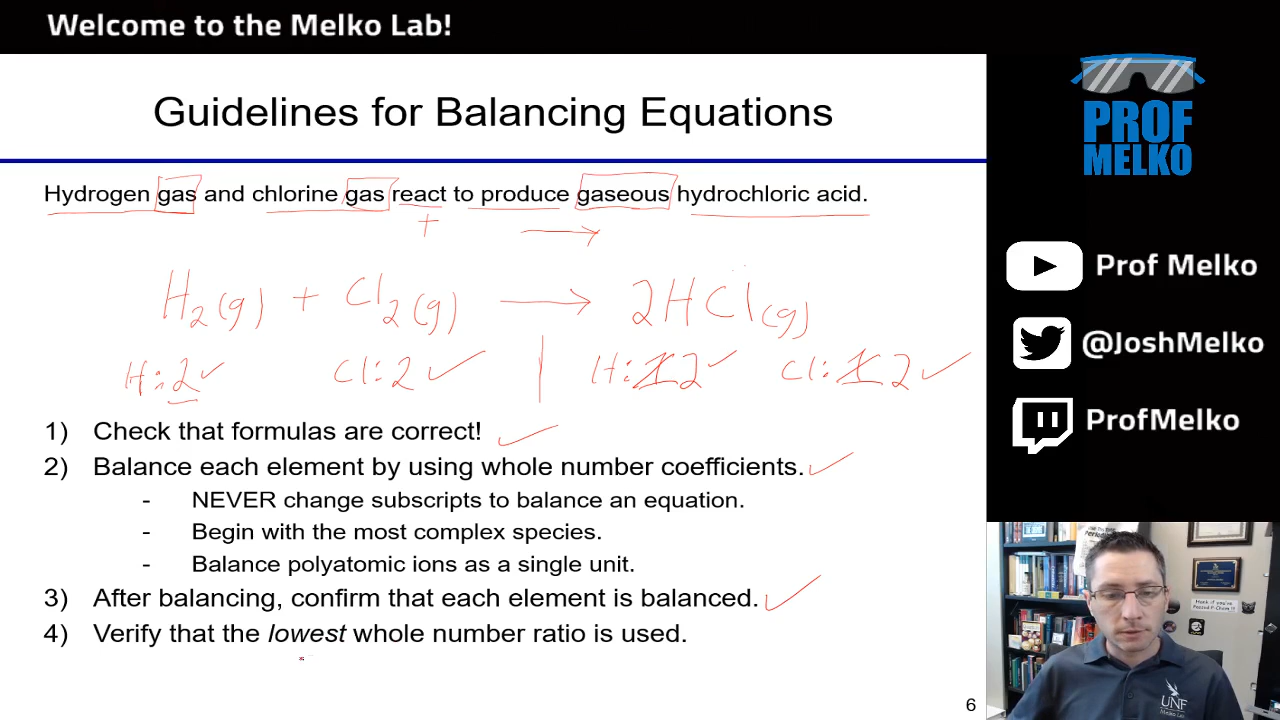 Welcome to the Melko Lab!
Guidelines for Balancing Equations
Hydrogen gas and chlorine gas react to produce gaseous hydrochloric acid.
+ →
H₂(g) + Cl₂(g) → 2HCl(g)
H: 2 ✓ Cl: 2 ✓ | H: 1 2 ✓ Cl: 1 2 ✓
1) Check that formulas are correct! ✓
2) Balance each element by using whole number coefficients. ✓
- NEVER change subscripts to balance an equation.
- Begin with the most complex species.
- Balance polyatomic ions as a single unit.
3) After balancing, confirm that each element is balanced. ✓
4) Verify that the lowest whole number ratio is used.
6
PROF
MELKO
Prof Melko
@JoshMelko
ProfMelko
UNF
Melko Lab